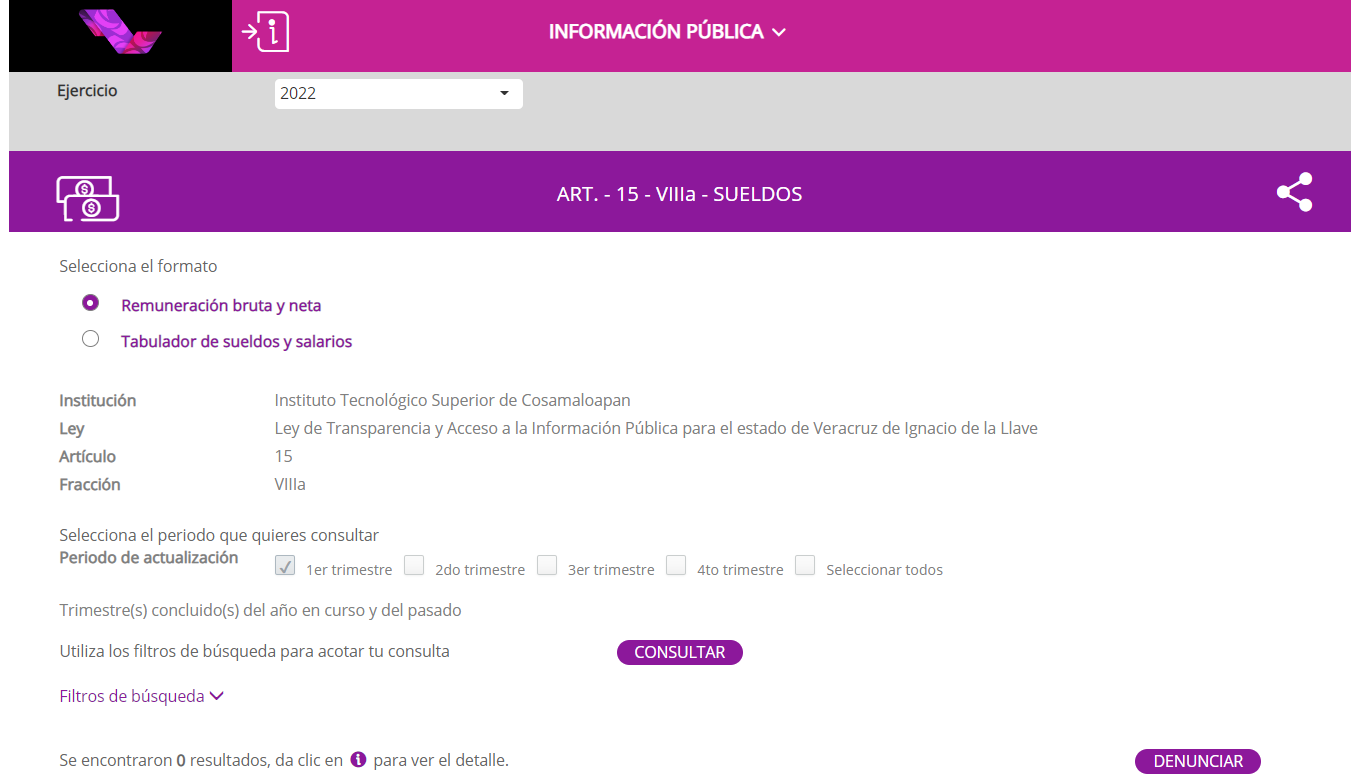 INFORMACIÓN PÚBLICA
Ejercicio
2022
ART. - 15 - VIIIa - SUELDOS
Selecciona el formato
Remuneración bruta y neta
Tabulador de sueldos y salarios
Institución Instituto Tecnológico Superior de Cosamaloapan
Ley Ley de Transparencia y Acceso a la Información Pública para el estado de Veracruz de Ignacio de la Llave
Artículo 15
Fracción VIIIa
Selecciona el periodo que quieres consultar
Periodo de actualización 1er trimestre 2do trimestre 3er trimestre 4to trimestre Seleccionar todos
Trimestre(s) concluido(s) del año en curso y del pasado
Utiliza los filtros de búsqueda para acotar tu consulta CONSULTAR
Filtros de búsqueda
Se encontraron 0 resultados, da clic en i para ver el detalle. DENUNCIAR